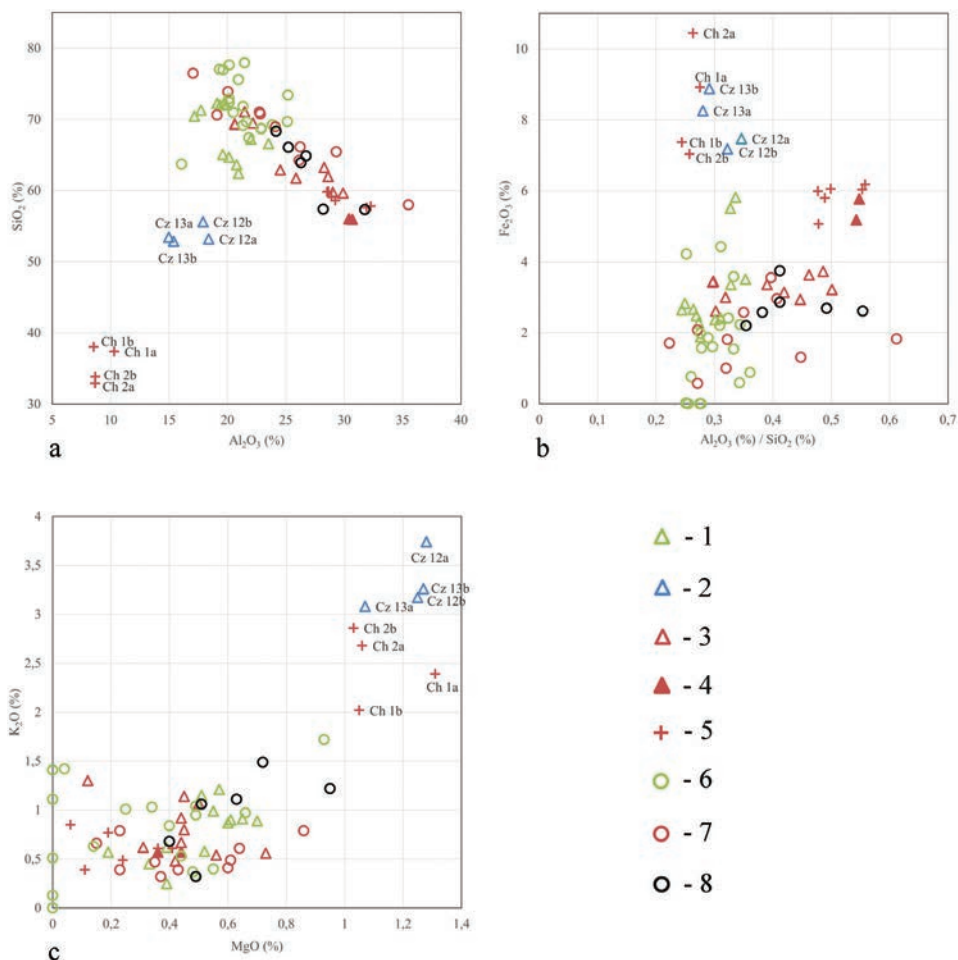 80
SiO₂ (%)
70
60
50
40
30
Cz 13a
Cz 12b
Cz 12a
Cz 13b
Ch 1b
Ch 1a
Ch 2b
Ch 2a
5
10
15
20
25
30
35
40
Al₂O₃ (%)
a
Fe₂O₃ (%)
10
8
6
4
2
0
Ch 2a
Ch 1a
Cz 13b
Cz 13a
Ch 1b
Cz 12a
Ch 2b
Cz 12b
0
0,1
0,2
0,3
0,4
0,5
0,6
0,7
Al₂O₃ (%) / SiO₂ (%)
b
K₂O (%)
4
3,5
3
2,5
2
1,5
1
0,5
0
Cz 12a
Cz 13b
Cz 12b
Cz 13a
Ch 2b
Ch 2a
Ch 1a
Ch 1b
0
0,2
0,4
0,6
0,8
1
1,2
1,4
MgO (%)
c
- 1
- 2
- 3
- 4
- 5
- 6
- 7
- 8